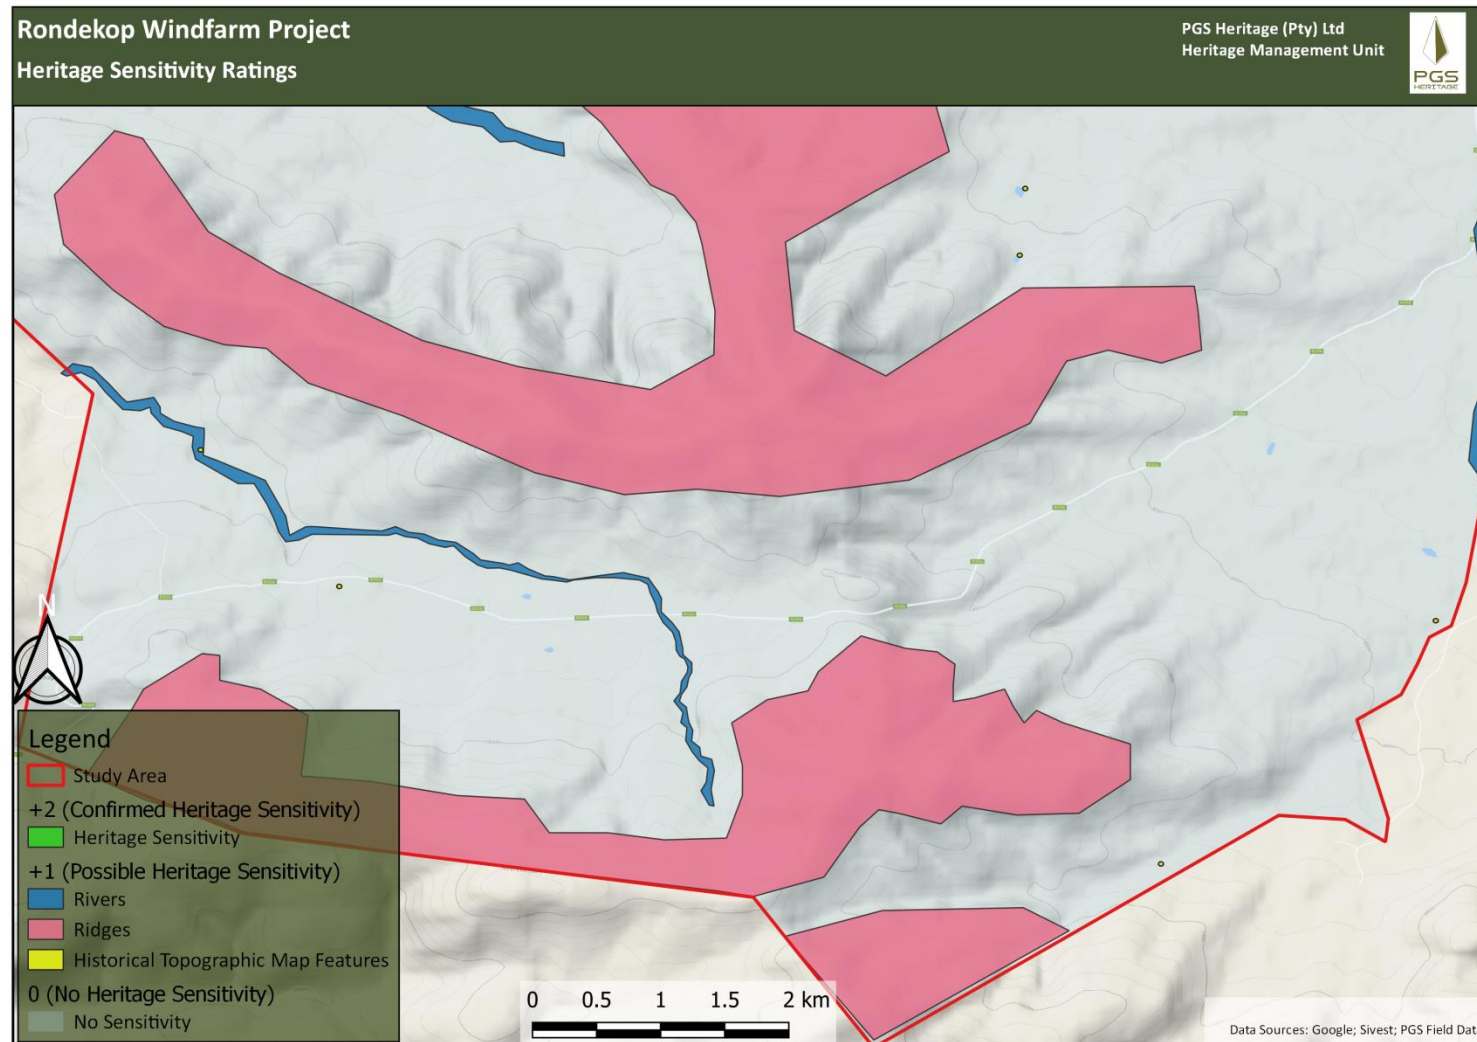 Rondekop Windfarm Project
Heritage Sensitivity Ratings
PGS Heritage (Pty) Ltd
Heritage Management Unit
PGS
HERITAGE
N
Legend
Study Area
+2 (Confirmed Heritage Sensitivity)
Heritage Sensitivity
+1 (Possible Heritage Sensitivity)
Rivers
Ridges
Historical Topographic Map Features
0 (No Heritage Sensitivity)
No Sensitivity
0 0.5 1 1.5 2 km
Data Sources: Google; Sivest; PGS Field Dat